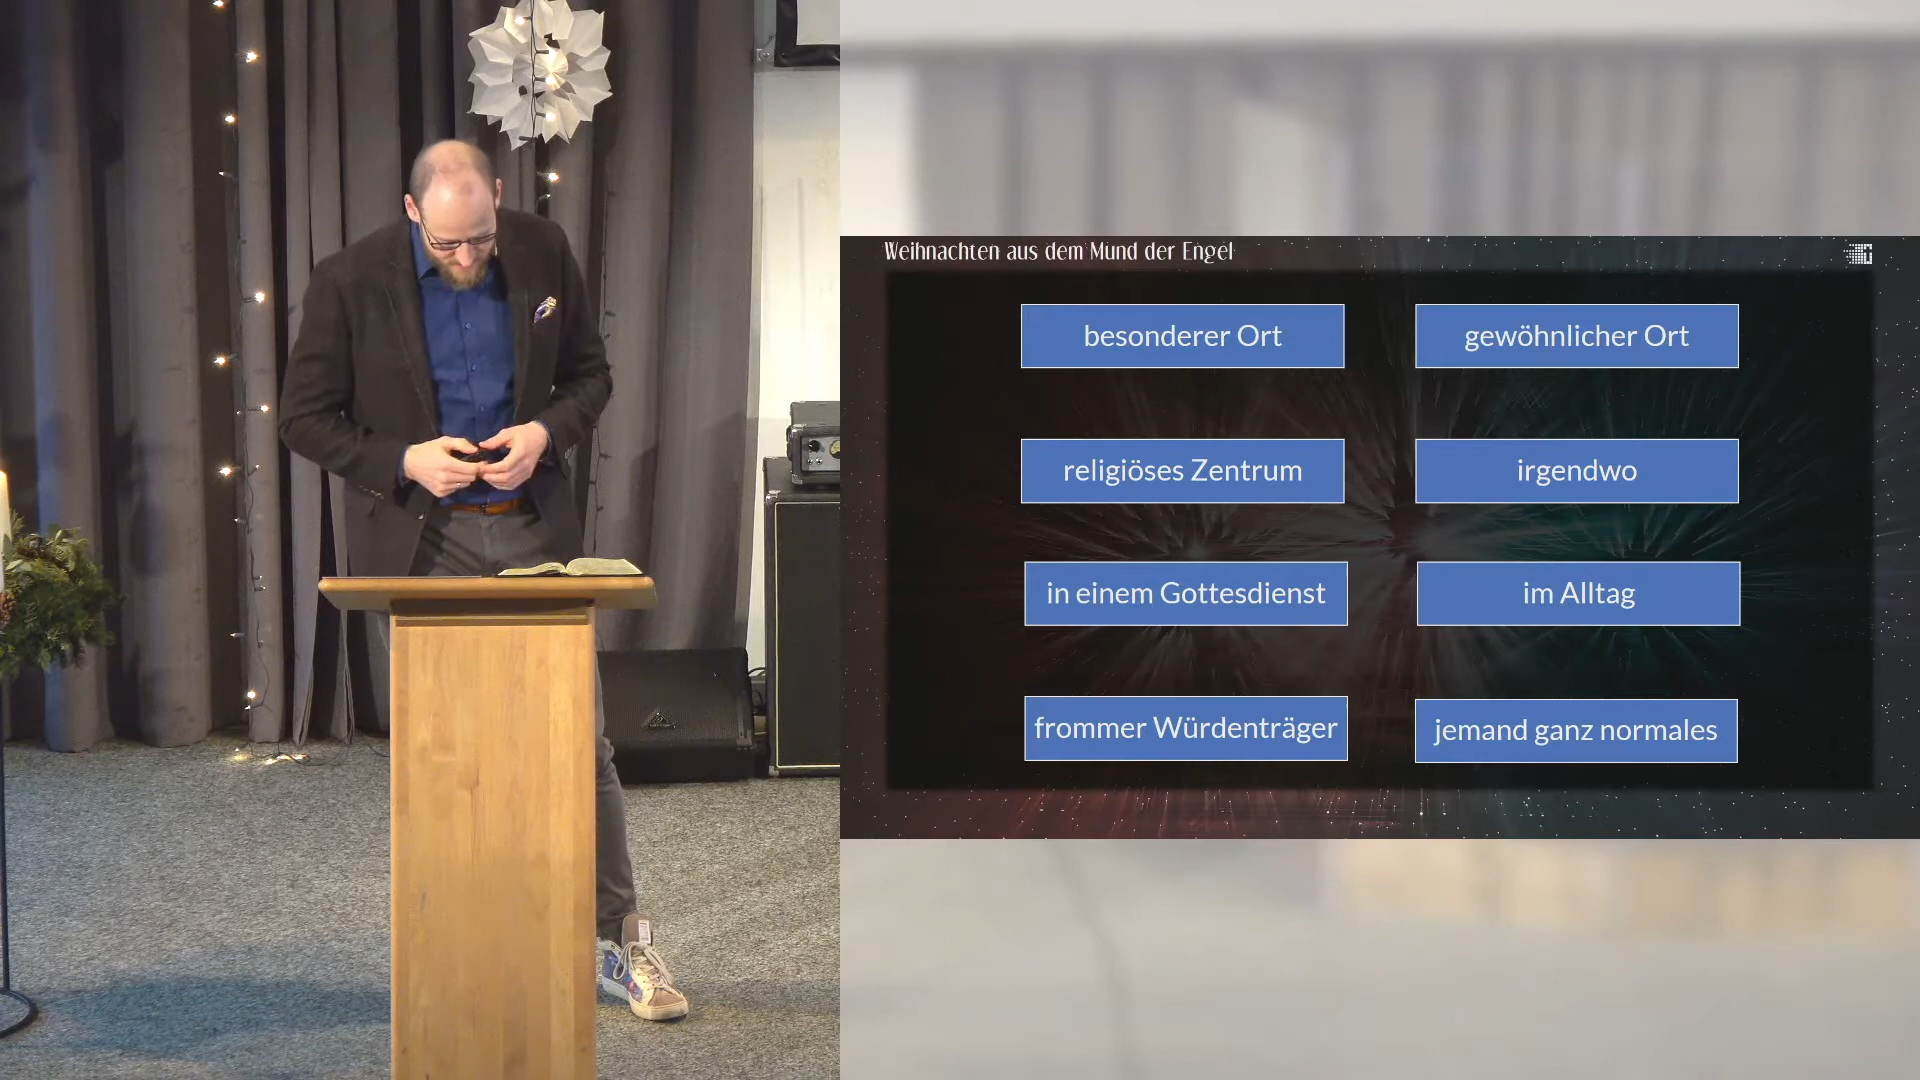 Weihnachten aus dem Mund der Engel
besonderer Ort
gewöhnlicher Ort
religiöses Zentrum
irgendwo
in einem Gottesdienst
im Alltag
frommer Würdenträger
jemand ganz normales